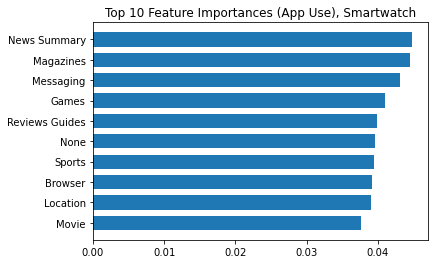 Top 10 Feature Importances (App Use), Smartwatch
News Summary
Magazines
Messaging
Games
Reviews Guides
None
Sports
Browser
Location
Movie
0.00 0.01 0.02 0.03 0.04